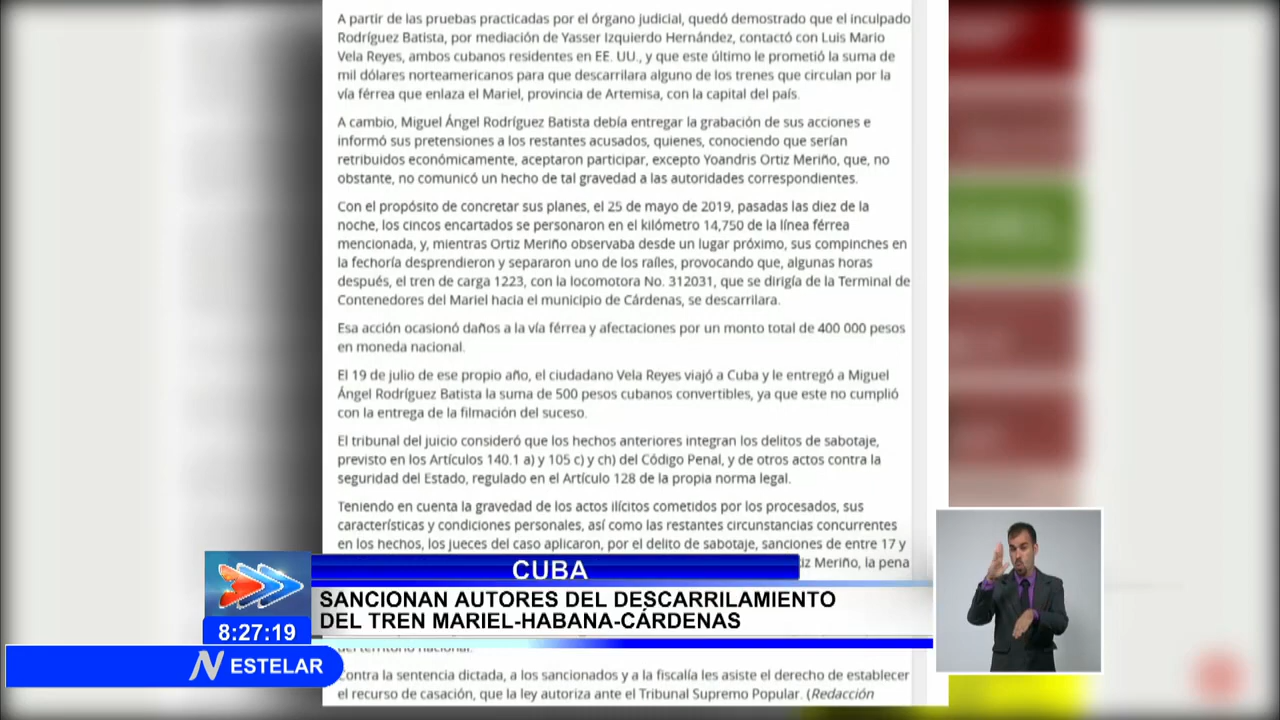 A partir de las pruebas practicadas por el órgano judicial, quedó demostrado que el inculpado
Rodríguez Batista, por mediación de Yasser Izquierdo Hernández, contactó con Luis Mario
Vela Reyes, ambos cubanos residentes en EE. UU., y que este último le prometió la suma de
mil dólares norteamericanos para que descarrilara alguno de los trenes que circulan por la
vía férrea que enlaza el Mariel, provincia de Artemisa, con la capital del país.
A cambio, Miguel Ángel Rodríguez Batista debía entregar la grabación de sus acciones e
informó sus pretensiones a los restantes acusados, quienes, conociendo que serían
retribuidos económicamente, aceptaron participar, excepto Yoandris Ortiz Meriño, que, no
obstante, no comunicó un hecho de tal gravedad a las autoridades correspondientes.
Con el propósito de concretar sus planes, el 25 de mayo de 2019, pasadas las diez de la
noche, los cincos encartados se personaron en el kilómetro 14,750 de la línea férrea
mencionada, y, mientras Ortiz Meriño observaba desde un lugar próximo, sus compinches en
la fechoría desprendieron y separaron uno de los raíles, provocando que, algunas horas
después, el tren de carga 1223, con la locomotora No. 312031, que se dirigía de la Terminal de
Contenedores del Mariel hacia el municipio de Cárdenas, se descarrilara.
Esa acción ocasionó daños a la vía férrea y afectaciones por un monto total de 400 000 pesos
en moneda nacional.
El 19 de julio de ese propio año, el ciudadano Vela Reyes viajó a Cuba y le entregó a Miguel
Ángel Rodríguez Batista la suma de 500 pesos cubanos convertibles, ya que este no cumplió
con la entrega de la filmación del suceso.
El tribunal del juicio consideró que los hechos anteriores integran los delitos de sabotaje,
previsto en los Artículos 140.1 a) y 105 c) y ch) del Código Penal, y de otros actos contra la
seguridad del Estado, regulado en el Artículo 128 de la propia norma legal.
Teniendo en cuenta la gravedad de los actos ilícitos cometidos por los procesados, sus
características y condiciones personales, así como las restantes circunstancias concurrentes
en los hechos, los jueces del caso aplicaron, por el delito de sabotaje, sanciones de entre 17 y
iz Meriño, la pena
CUBA
SANCIONAN AUTORES DEL DESCARRILAMIENTO
DEL TREN MARIEL-HABANA-CÁRDENAS
8:27:19
N ESTELAR
del territorio nacional.
Contra la sentencia dictada, a los sancionados y a la fiscalía les asiste el derecho de establecer
el recurso de casación, que la ley autoriza ante el Tribunal Supremo Popular. (Redacción